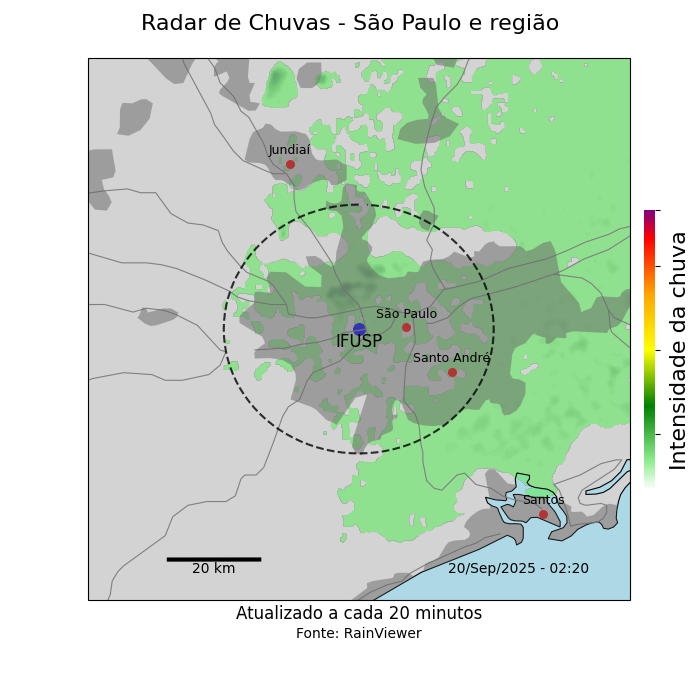 Radar de Chuvas - São Paulo e região
Jundiaí
São Paulo
IFUSP
Santo André
Santos
20 km
20/Sep/2025 - 02:20
Intensidade da chuva
Atualizado a cada 20 minutos
Fonte: RainViewer